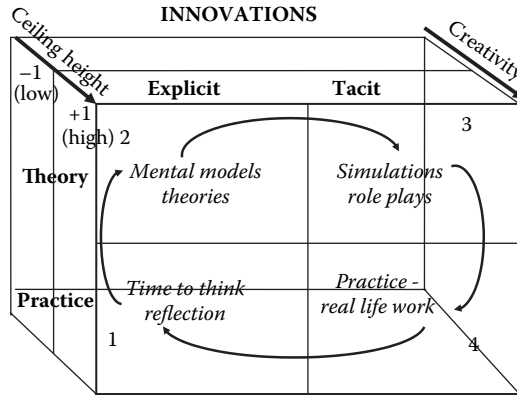 INNOVATIONS
Ceiling height
Creativity
–1
(low)
Explicit
Tacit
+1
(high) 2
3
Theory
Mental models
theories
Simulations
role plays
Practice
Time to think
reflection
Practice -
real life work
1
4